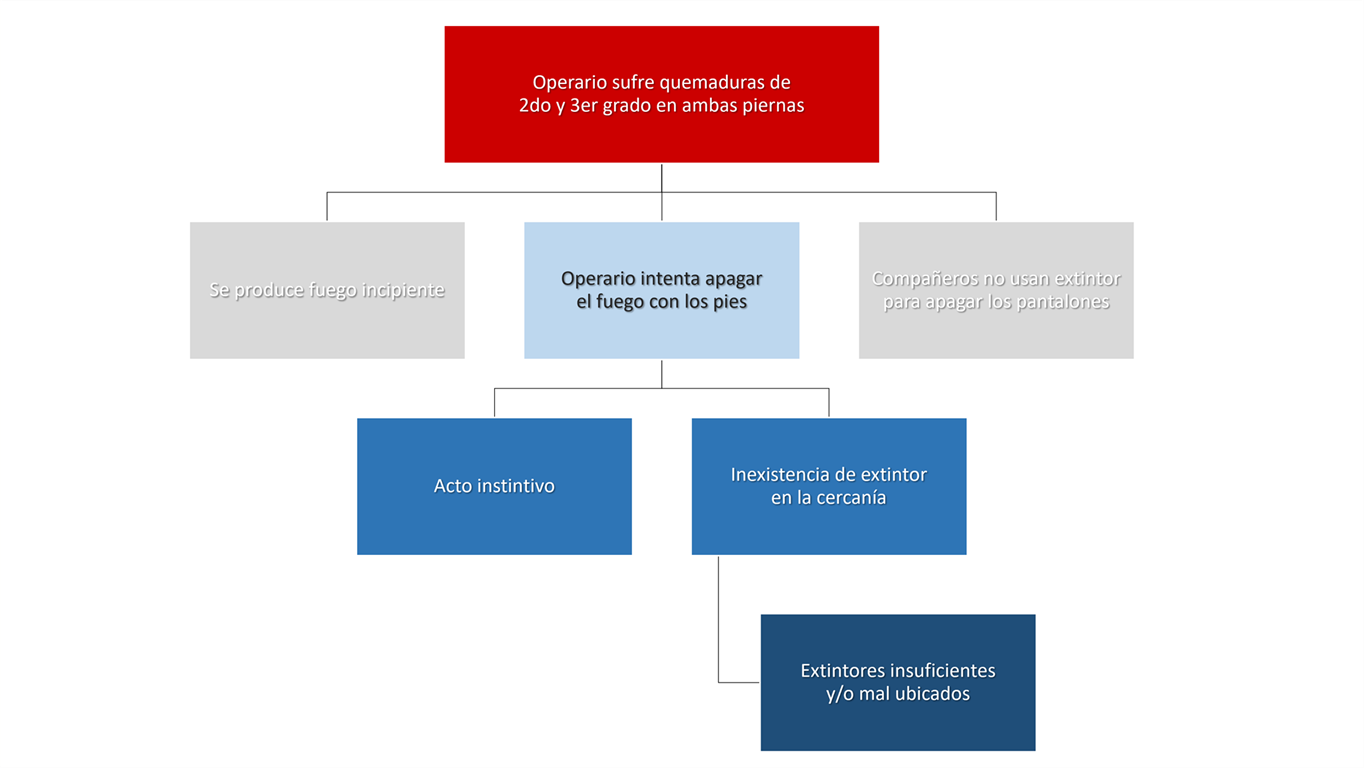 Operario sufre quemaduras de
2do y 3er grado en ambas piernas
Se produce fuego incipiente
Operario intenta apagar
el fuego con los pies
Compañeros no usan extintor
para apagar los pantalones
Acto instintivo
Inexistencia de extintor
en la cercanía
Extintores insuficientes
y/o mal ubicados